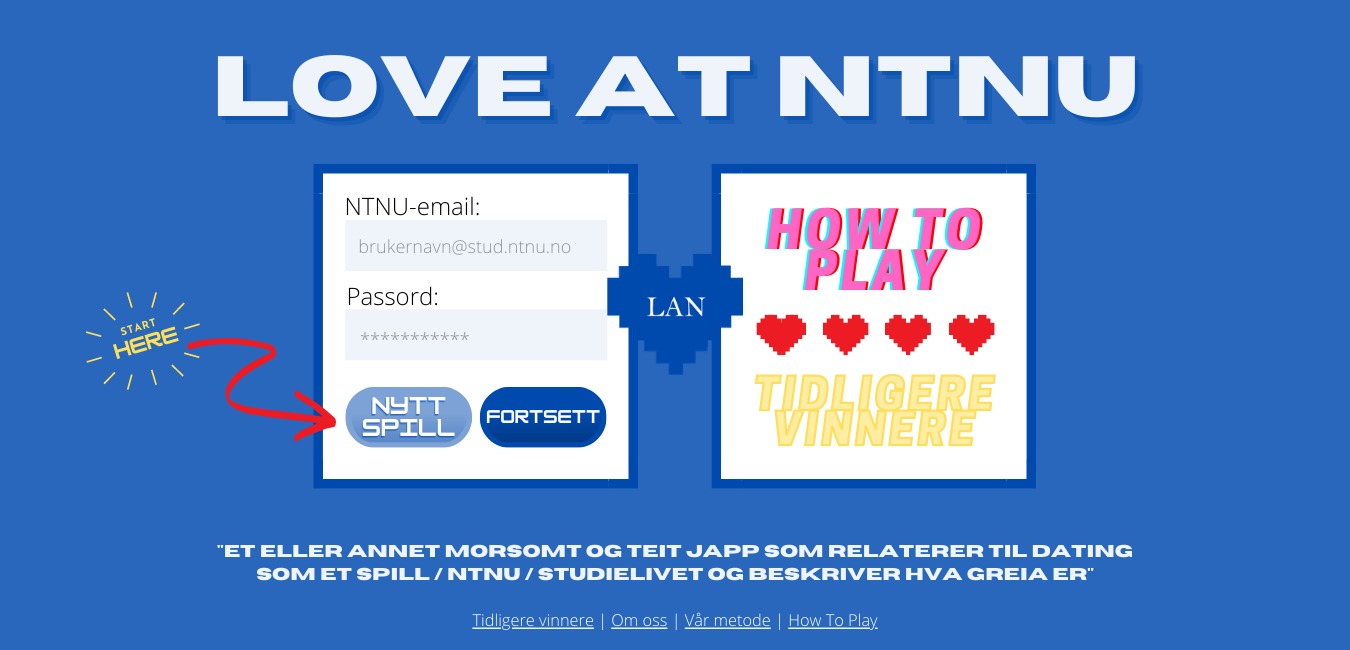 LOVE AT NTNU
NTNU-email:
brukernavn@stud.ntnu.no
Passord:
***********
START
HERE
NYTT
SPILL
FORTSETT
LAN
HOW TO
PLAY
TIDLIGERE
VINNERE
"ET ELLER ANNET MORSOMT OG TEIT JAPP SOM RELATERER TIL DATING
SOM ET SPILL / NTNU / STUDIELIVET OG BESKRIVER HVA GREIA ER"
Tidligere vinnere | Om oss | Vår metode | How To Play